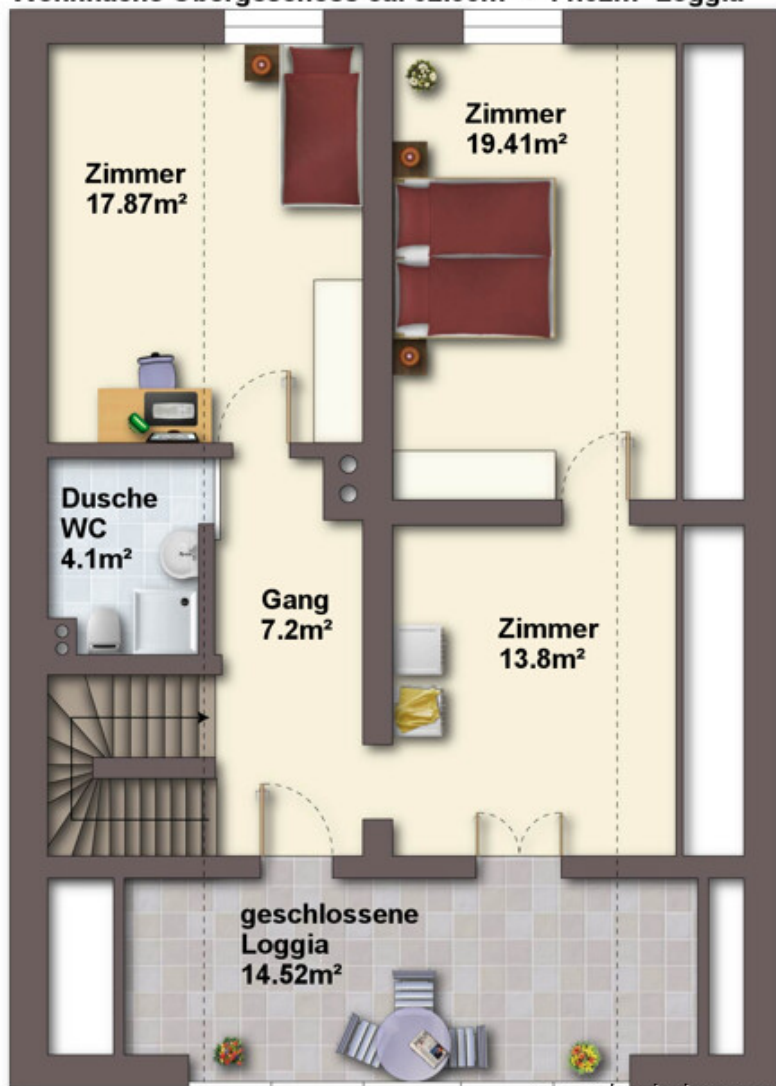 Zimmer
17.87m²
Zimmer
19.41m²
Dusche
WC
4.1m²
Gang
7.2m²
Zimmer
13.8m²
geschlossene
Loggia
14.52m²